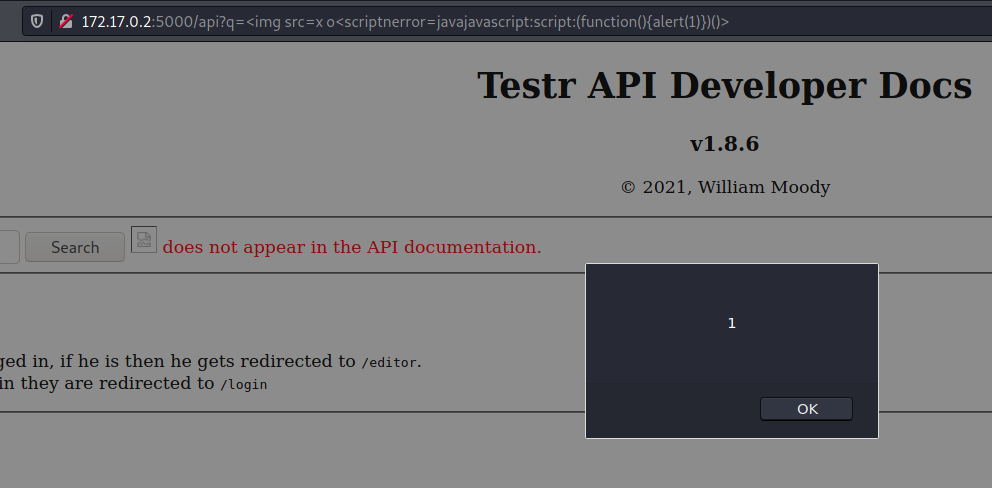 172.17.0.2:5000/api?q=<img src=x o<scriptnerror=javajavascript:script:(function(){alert(1)})()>
Testr API Developer Docs
v1.8.6
© 2021, William Moody
Search does not appear in the API documentation.
1
OK
ged in, if he is then he gets redirected to /editor.
in they are redirected to /login